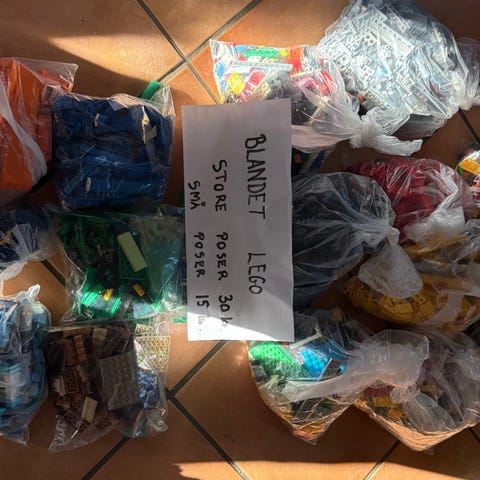 BLANDET LEGO
STORE POSER 30
SMÅ POSER 15